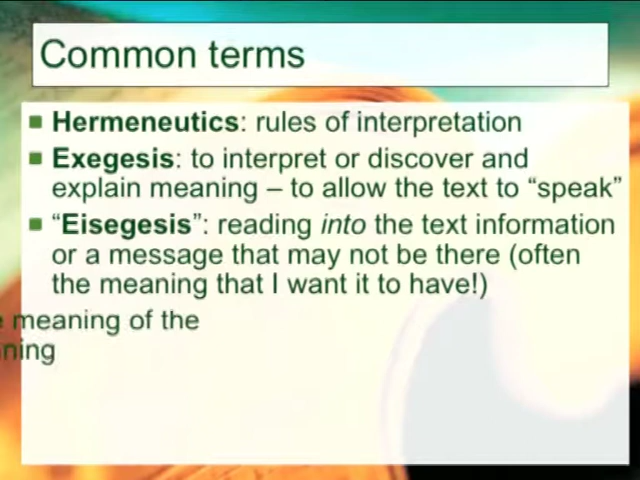 Common terms
Hermeneutics: rules of interpretation
Exegesis: to interpret or discover and
explain meaning – to allow the text to “speak”
“Eisegesis”: reading into the text information
or a message that may not be there (often
the meaning that I want it to have!)
meaning of the